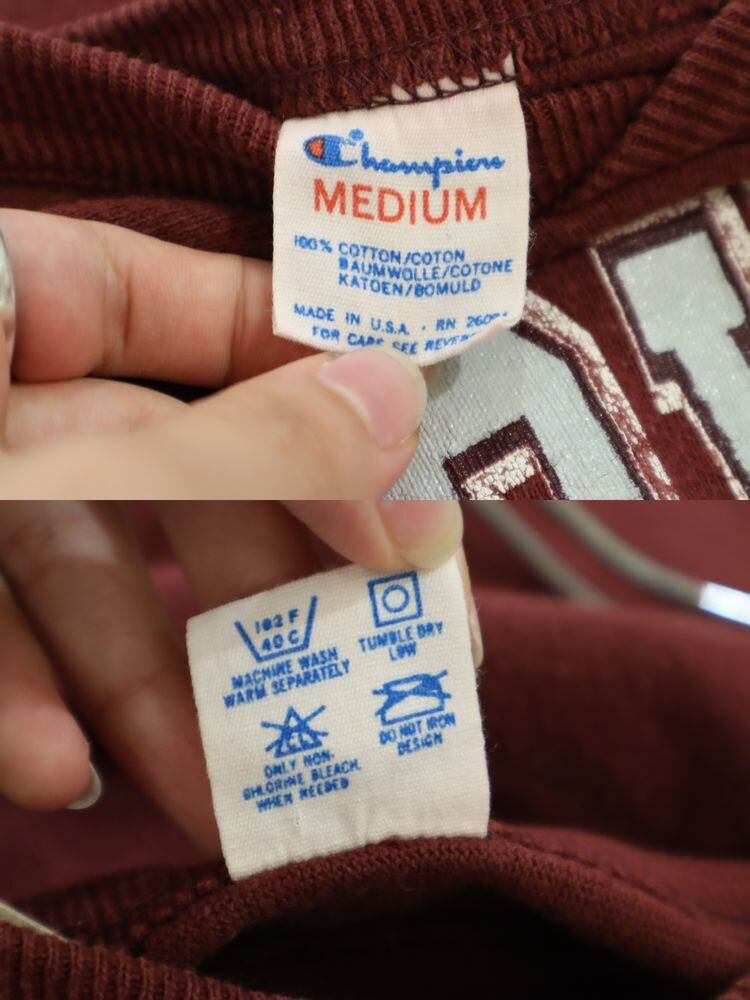 Champion
MEDIUM
100% COTTON/COTON
BAUMWOLLE/COTONE
KATOEN/BOMULD
MADE IN U.S.A. · RN
FOR CARE SEE
102 F
40 C
MACHINE WASH
WARM SEPARATELY
TUMBLE DRY
LOW
CL
ONLY NON-
CHLORINE BLEACH
WHEN NEEDED
DO NOT IRON
DESIGN